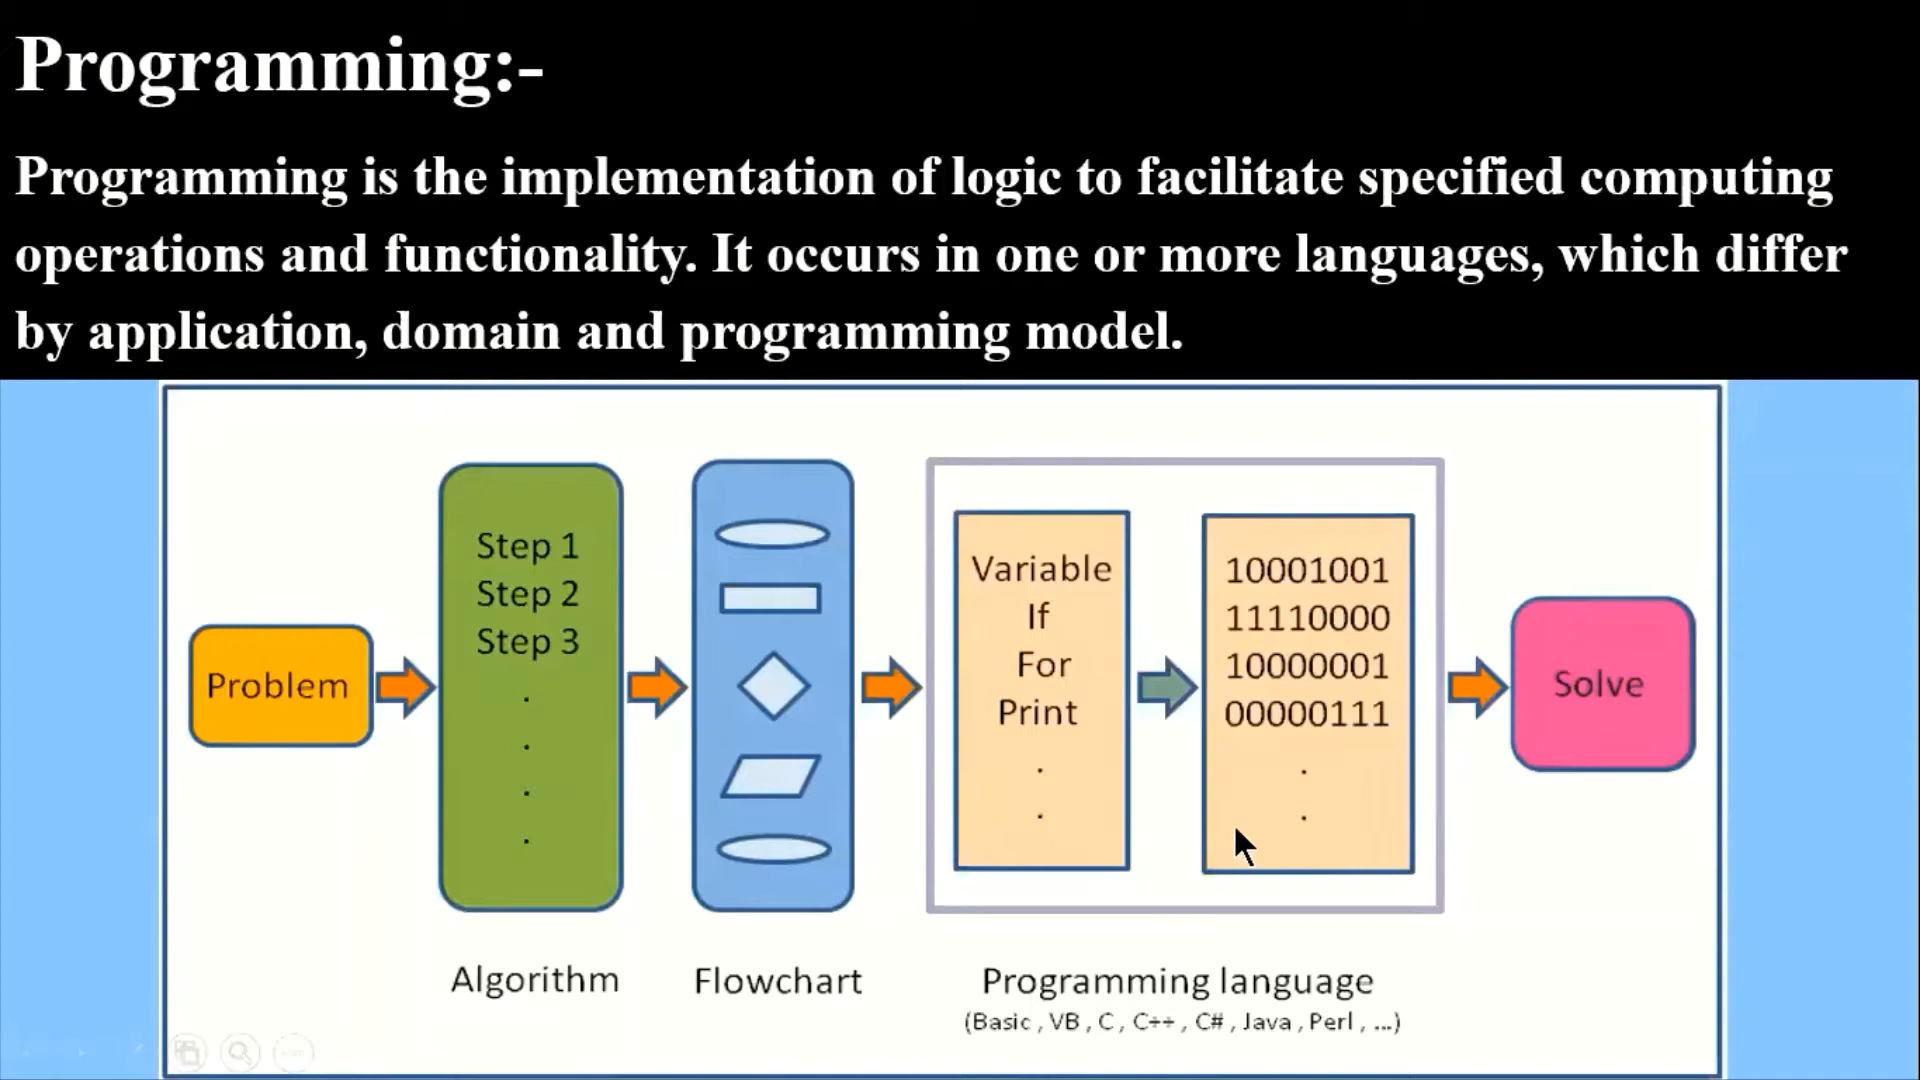 Programming:-
Programming is the implementation of logic to facilitate specified computing
operations and functionality. It occurs in one or more languages, which differ
by application, domain and programming model.
Problem
Step 1
Step 2
Step 3
.
.
.
.
Algorithm
Flowchart
Variable
If
For
Print
.
.
10001001
11110000
10000001
00000111
.
.
Programming language
(Basic , VB , C , C++ , C# , Java , Perl , ...)
Solve